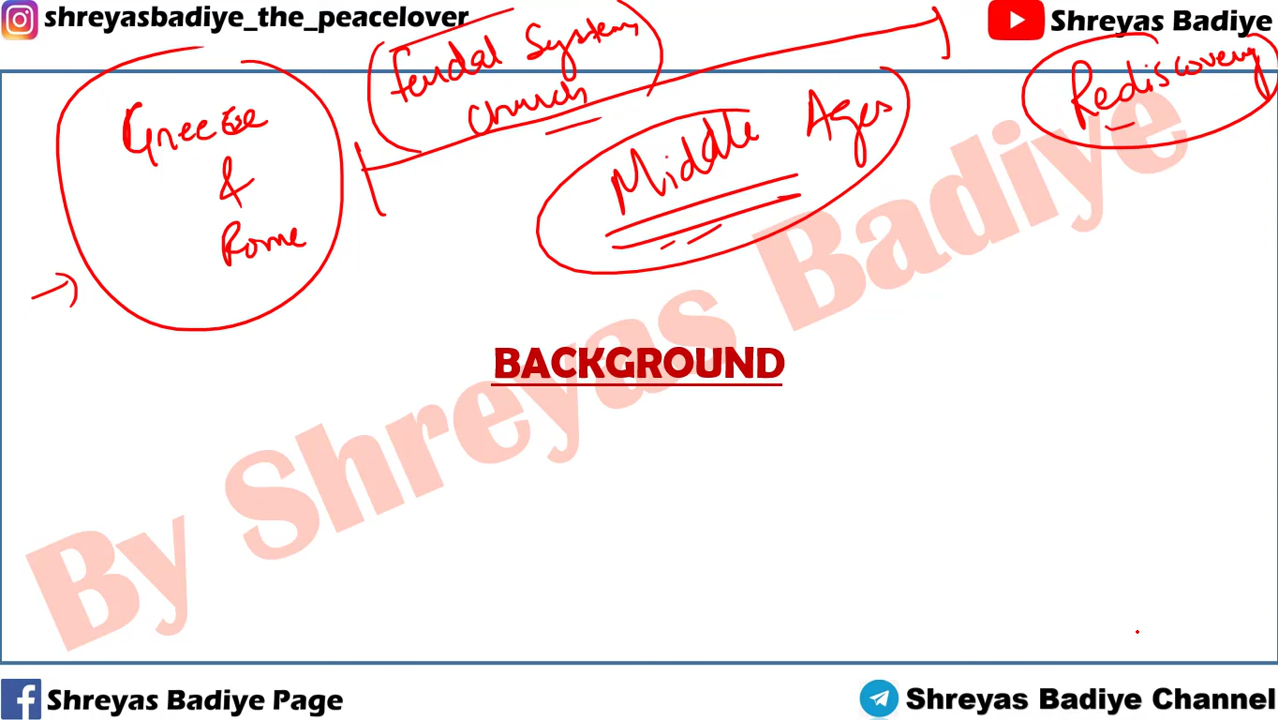 shreyasbadiye_the_peacelover
Shreyas Badiye
Feudal System
Church
Rediscovery
Greece
&
Rome
Middle Ages
BACKGROUND
By Shreyas Badiye
Shreyas Badiye Page
Shreyas Badiye Channel